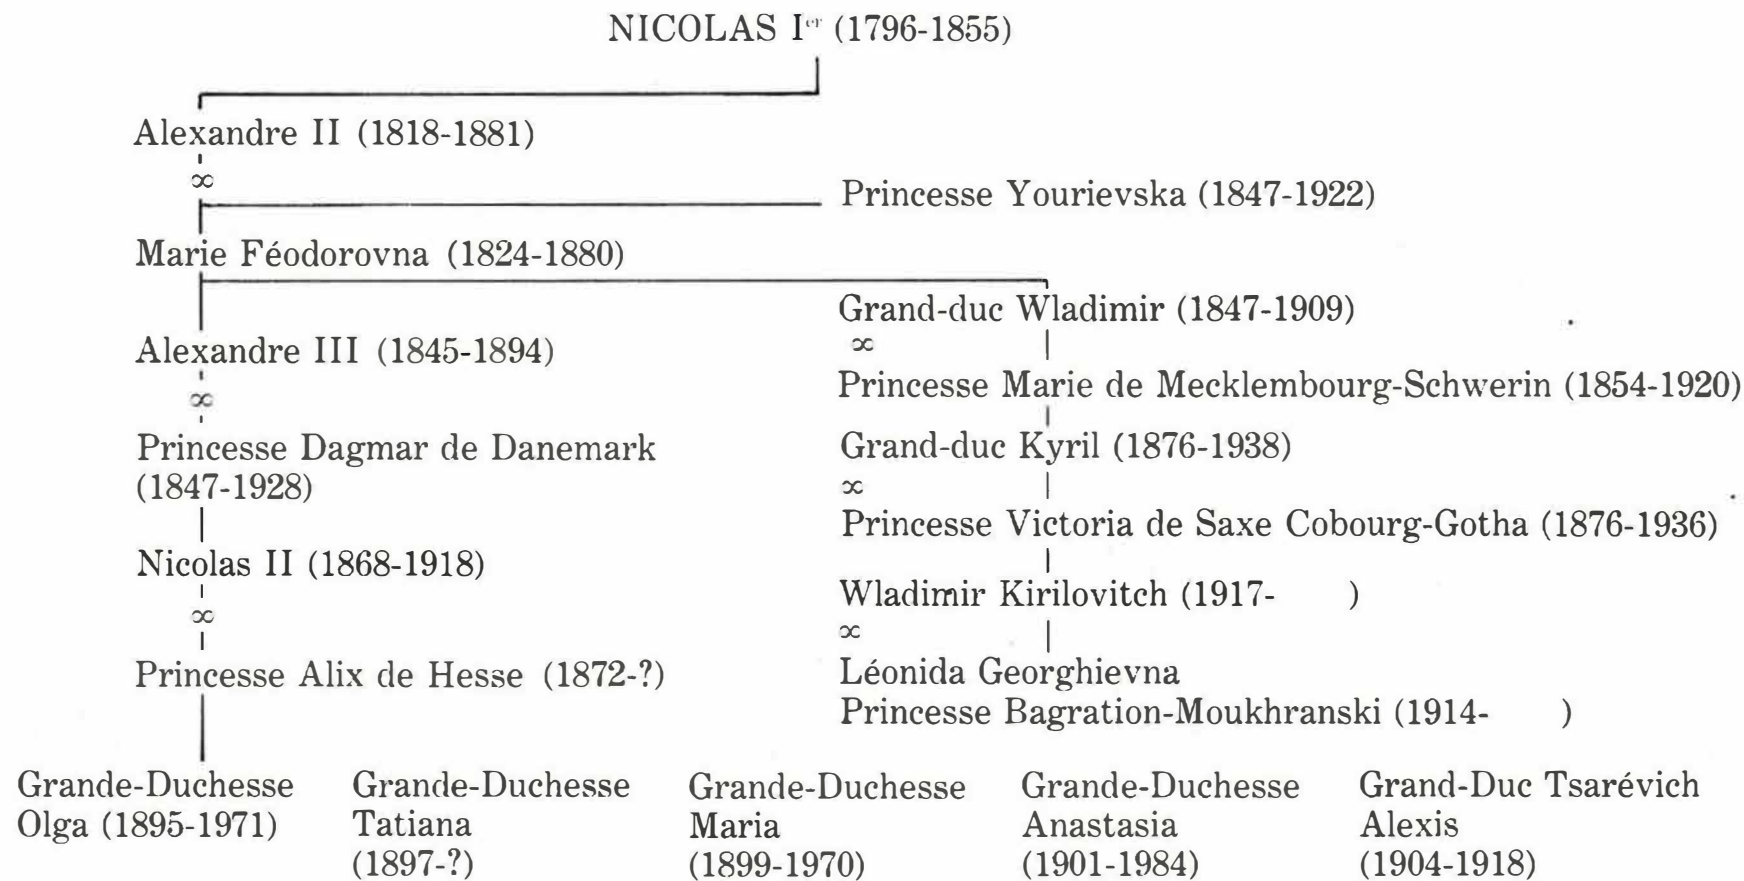 NICOLAS Ier (1796-1855)
Alexandre II (1818-1881)
∞
Princesse Yourievska (1847-1922)
Marie Féodorovna (1824-1880)
Grand-duc Wladimir (1847-1909)
∞
Alexandre III (1845-1894)
∞
Princesse Marie de Mecklembourg-Schwerin (1854-1920)
Princesse Dagmar de Danemark
(1847-1928)
Grand-duc Kyril (1876-1938)
∞
Princesse Victoria de Saxe Cobourg-Gotha (1876-1936)
Nicolas II (1868-1918)
∞
Wladimir Kirilovitch (1917- )
∞
Princesse Alix de Hesse (1872-?)
Léonida Georghievna
Princesse Bagration-Moukhranski (1914- )
Grande-Duchesse
Olga (1895-1971)
Grande-Duchesse
Tatiana
(1897-?)
Grande-Duchesse
Maria
(1899-1970)
Grande-Duchesse
Anastasia
(1901-1984)
Grand-Duc Tsarévich
Alexis
(1904-1918)